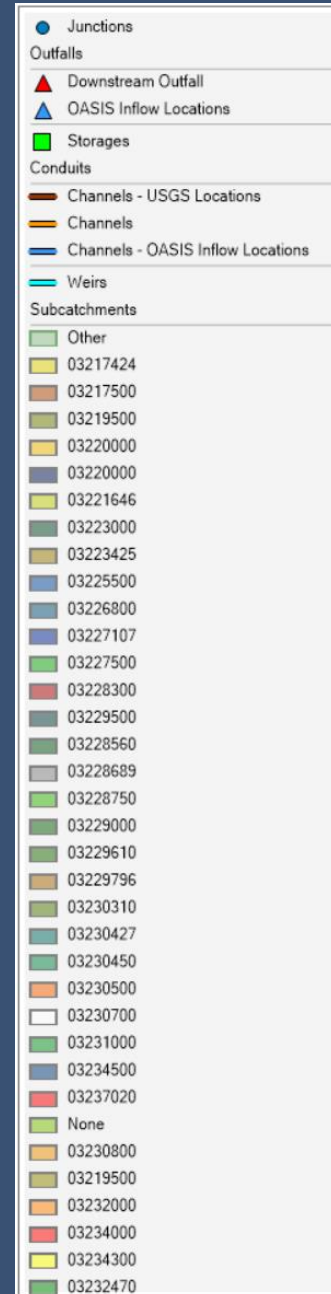 Junctions
Outfalls
Downstream Outfall
OASIS Inflow Locations
Storages
Conduits
Channels - USGS Locations
Channels
Channels - OASIS Inflow Locations
Weirs
Subcatchments
Other
03217424
03217500
03219500
03220000
03220000
03221646
03223000
03223425
03225500
03226800
03227107
03227500
03228300
03229500
03228560
03228689
03228750
03229000
03229610
03229796
03230310
03230427
03230450
03230500
03230700
03231000
03234500
03237020
None
03230800
03219500
03232000
03234000
03234300
03232470